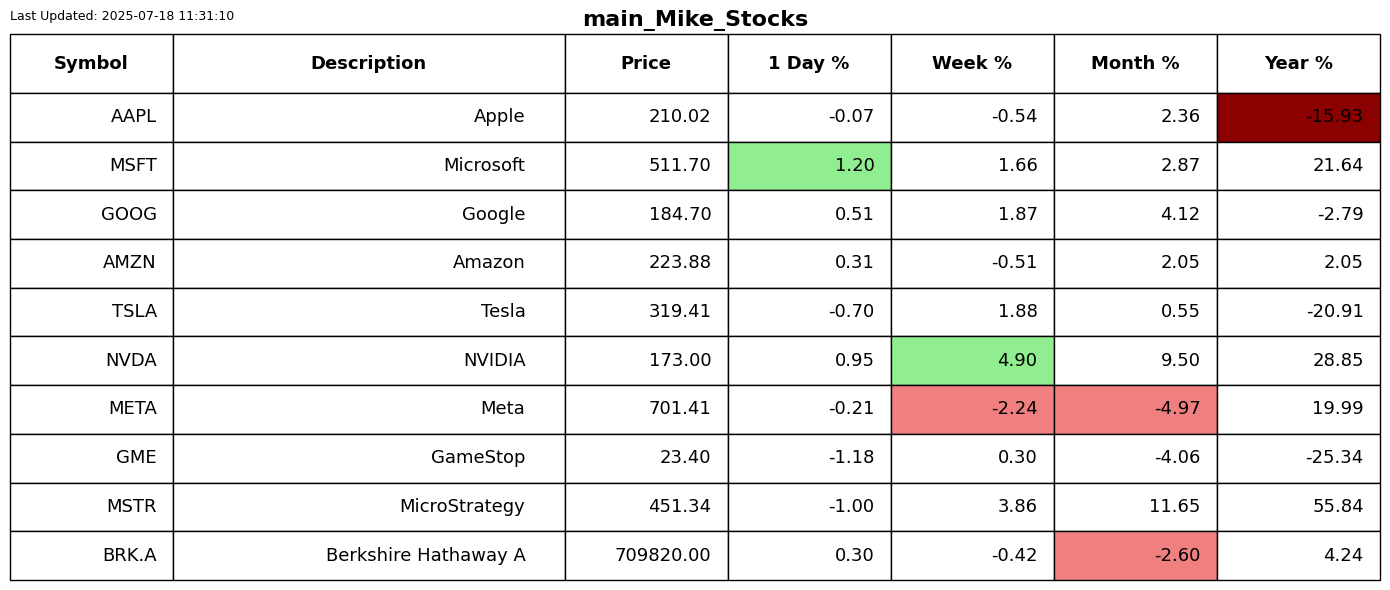 Last Updated: 2025-07-18 11:31:10
main_Mike_Stocks
Symbol Description Price 1 Day % Week % Month % Year %
AAPL Apple 210.02 -0.07 -0.54 2.36 -15.93
MSFT Microsoft 511.70 1.20 1.66 2.87 21.64
GOOG Google 184.70 0.51 1.87 4.12 -2.79
AMZN Amazon 223.88 0.31 -0.51 2.05 2.05
TSLA Tesla 319.41 -0.70 1.88 0.55 -20.91
NVDA NVIDIA 173.00 0.95 4.90 9.50 28.85
META Meta 701.41 -0.21 -2.24 -4.97 19.99
GME GameStop 23.40 -1.18 0.30 -4.06 -25.34
MSTR MicroStrategy 451.34 -1.00 3.86 11.65 55.84
BRK.A Berkshire Hathaway A 709820.00 0.30 -0.42 -2.60 4.24